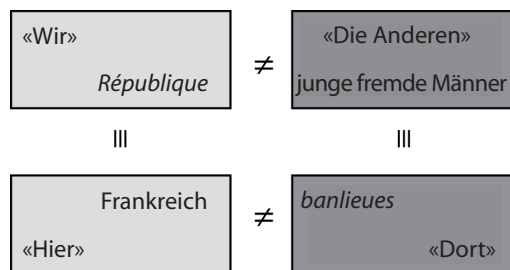 «Wir»
République
≠
«Die Anderen»
junge fremde Männer
≡
≡
Frankreich
«Hier»
≠
banlieues
«Dort»